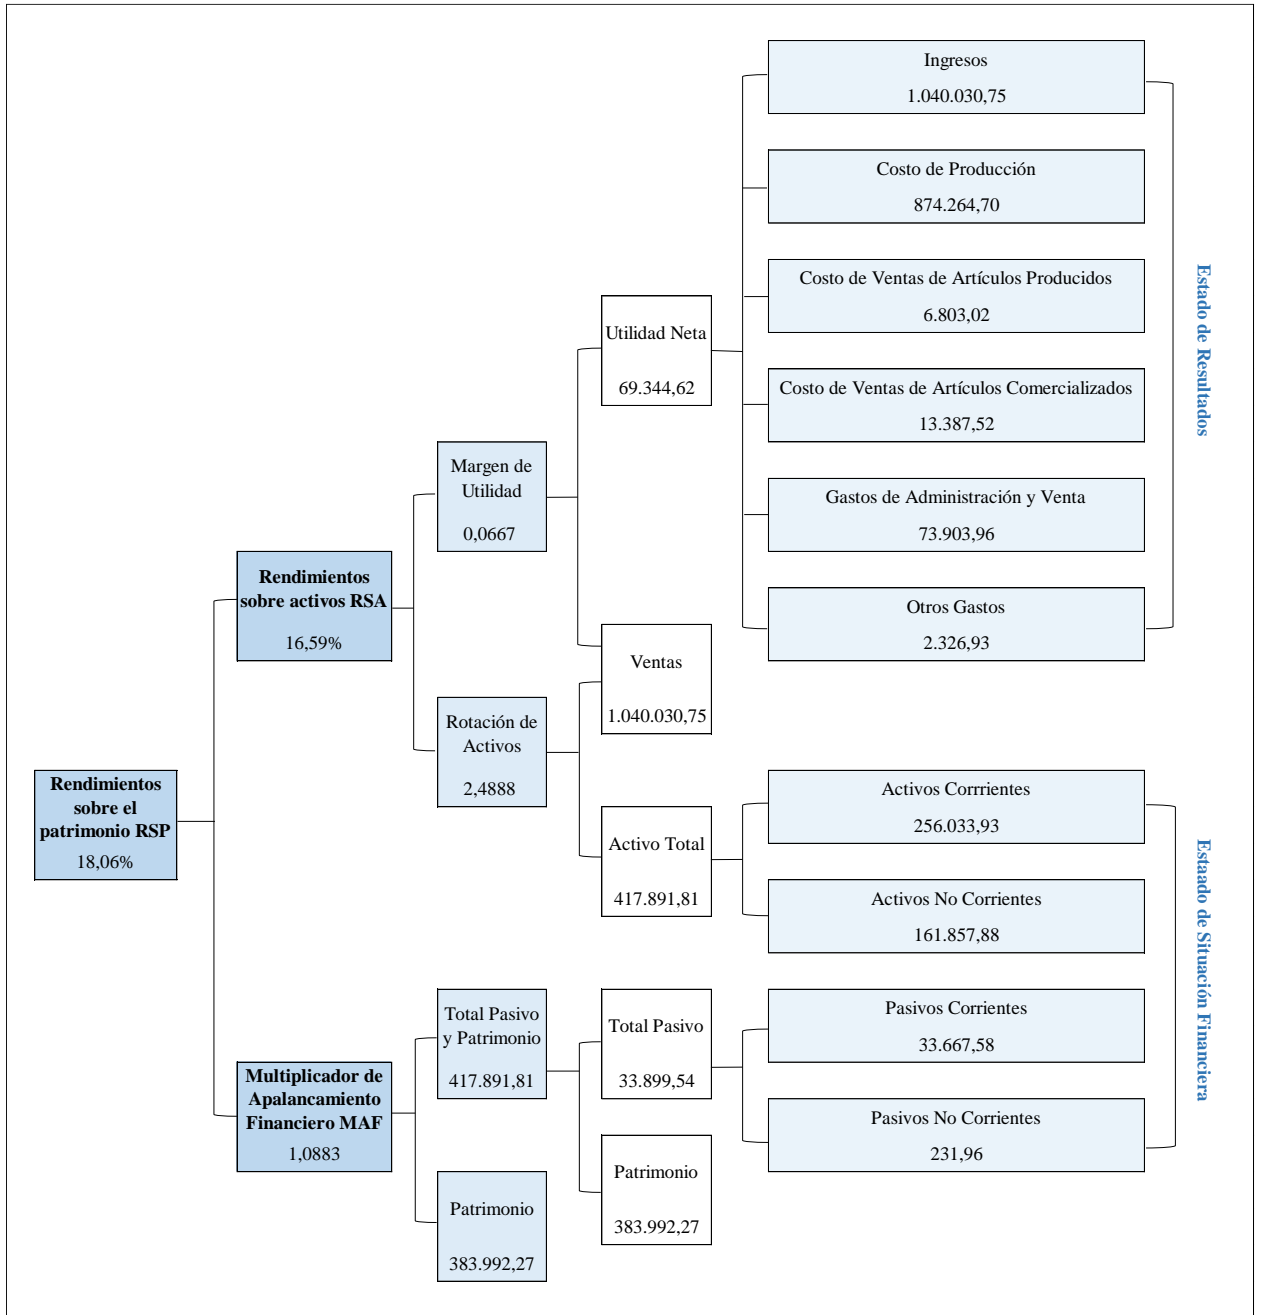 Ingresos
1.040.030,75
Costo de Producción
874.264,70
Costo de Ventas de Artículos Producidos
6.803,02
Costo de Ventas de Artículos Comercializados
13.387,52
Gastos de Administración y Venta
73.903,96
Otros Gastos
2.326,93
Estado de Resultados
Utilidad Neta
69.344,62
Margen de
Utilidad
0,0667
Rendimientos
sobre activos RSA
16,59%
Ventas
1.040.030,75
Rotación de
Activos
2,4888
Rendimientos
sobre el
patrimonio RSP
18,06%
Activo Total
417.891,81
Activos Corrrientes
256.033,93
Activos No Corrientes
161.857,88
Estaado de Situación Financiera
Total Pasivo
y Patrimonio
417.891,81
Total Pasivo
33.899,54
Pasivos Corrientes
33.667,58
Pasivos No Corrientes
231,96
Multiplicador de
Apalancamiento
Financiero MAF
1,0883
Patrimonio
383.992,27
Patrimonio
383.992,27